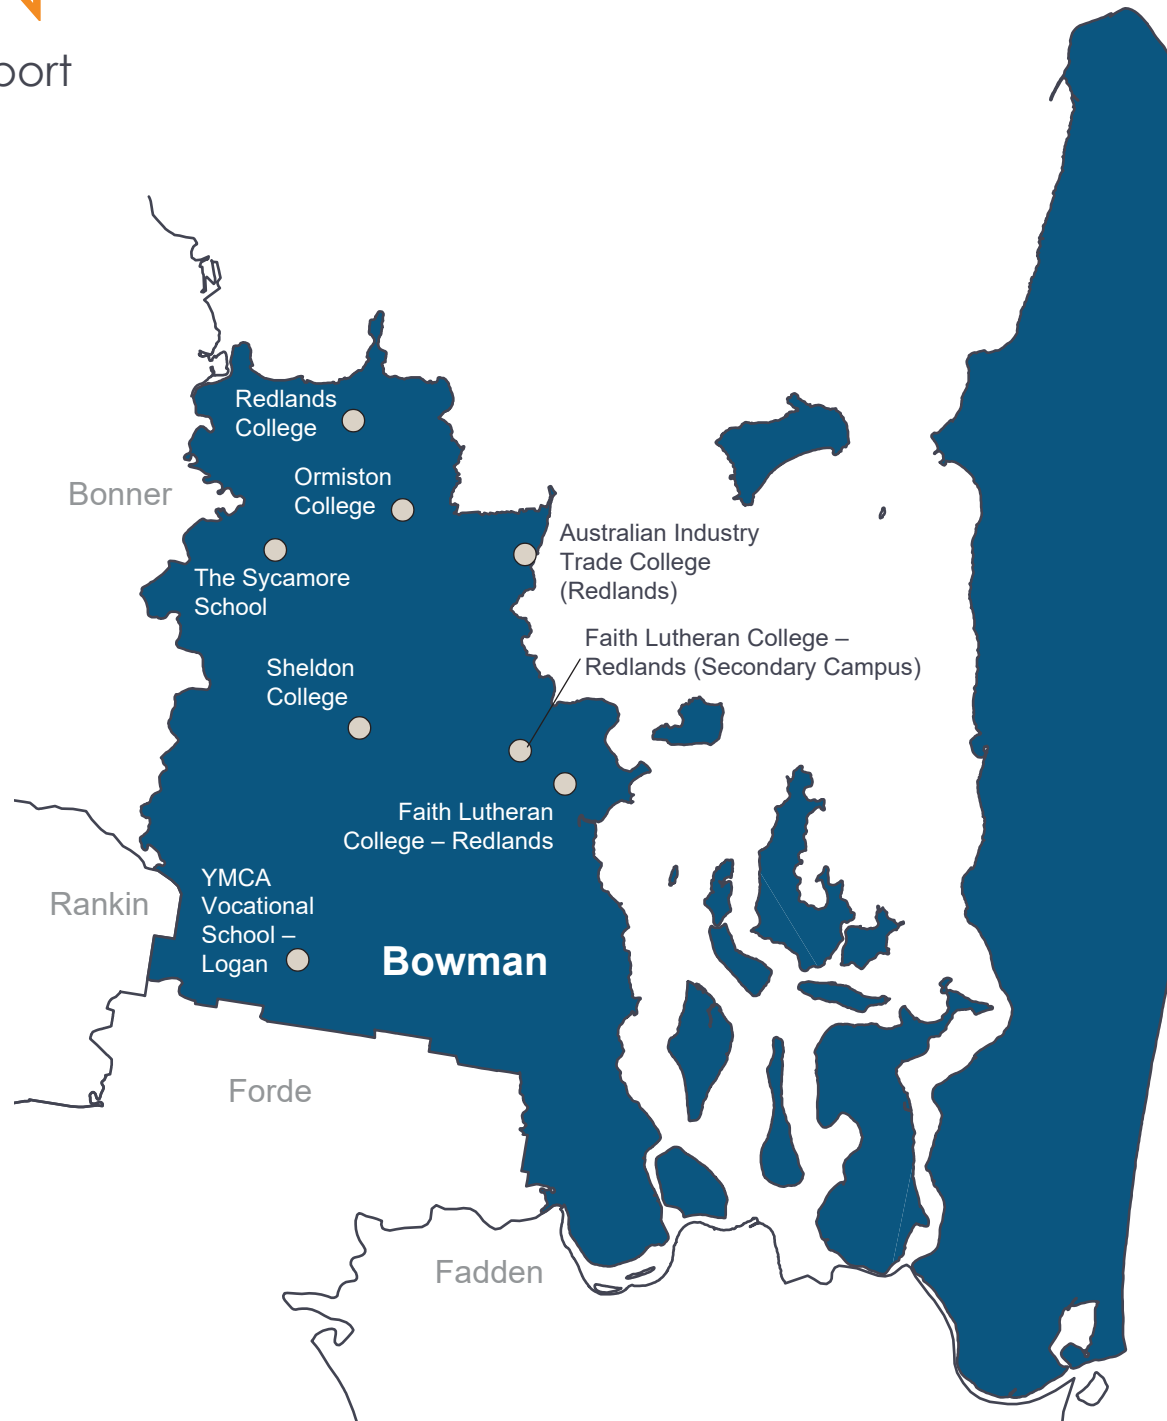 Redlands
College
Ormiston
College
Bonner
Australian Industry
Trade College
(Redlands)
The Sycamore
School
Faith Lutheran College –
Redlands (Secondary Campus)
Sheldon
College
Faith Lutheran
College – Redlands
YMCA
Vocational
School –
Logan
Rankin
Bowman
Forde
Fadden